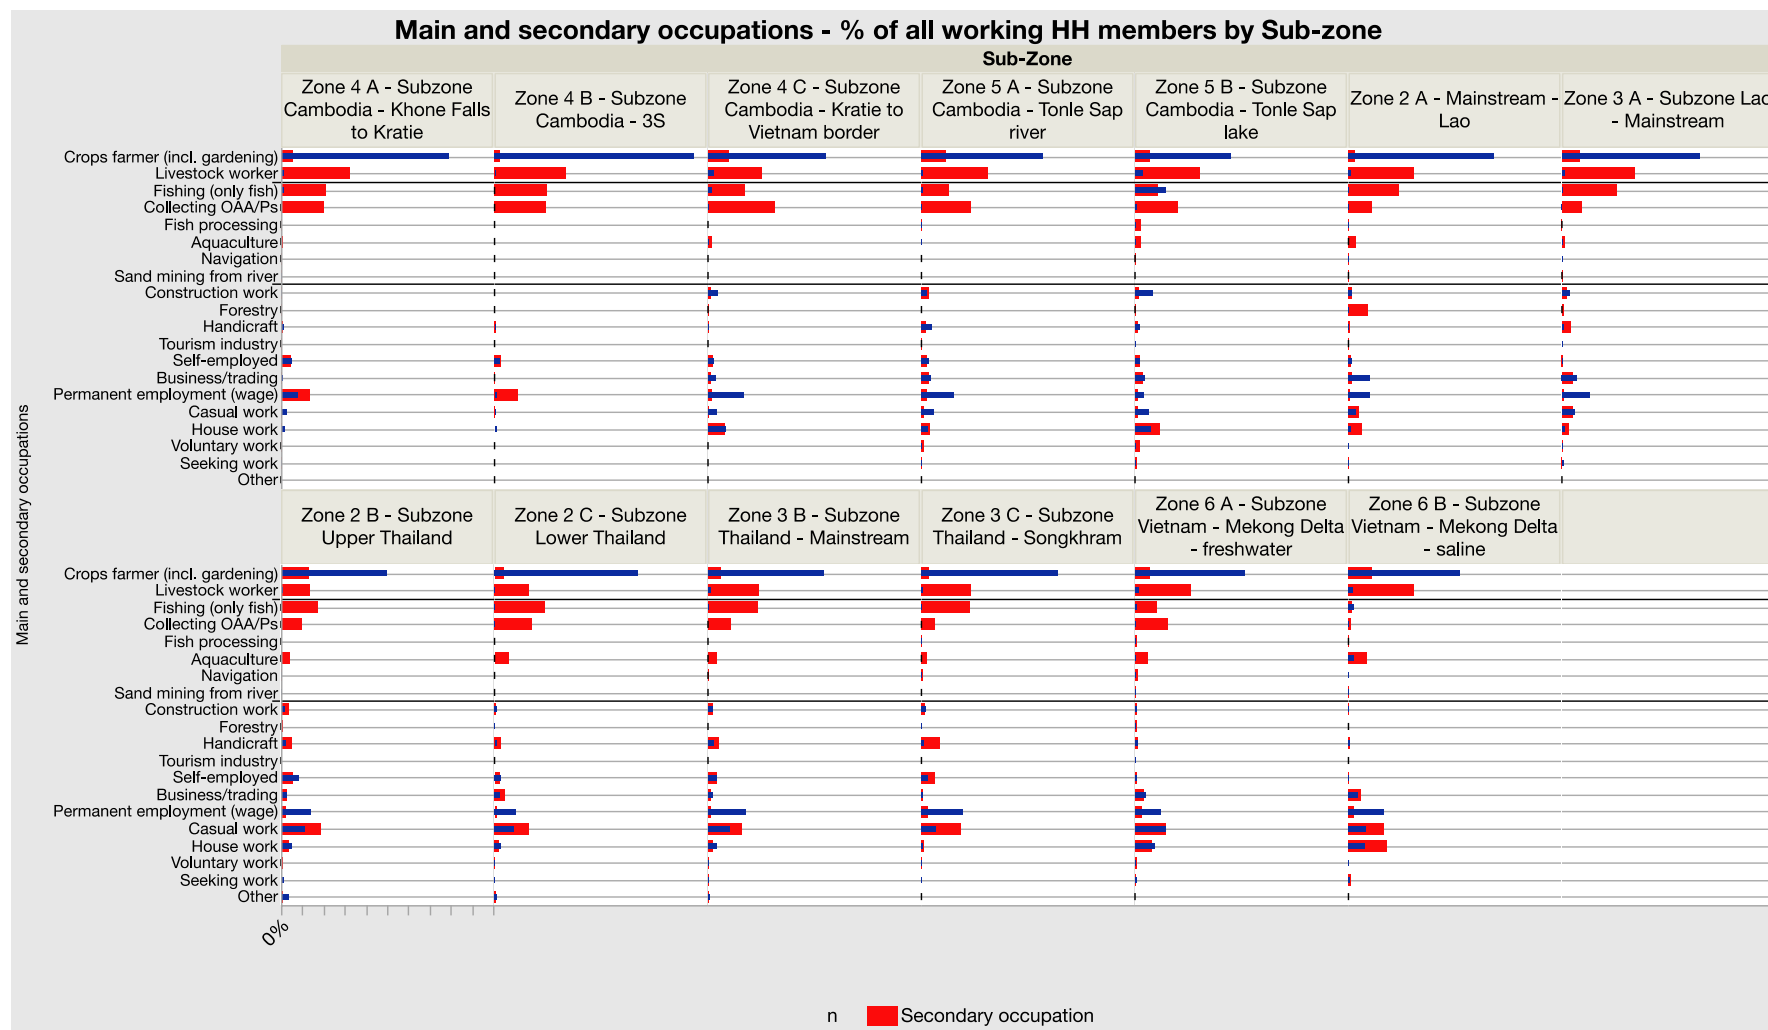 Main and secondary occupations - % of all working HH members by Sub-zone
Sub-Zone
Zone 4 A - Subzone
Cambodia - Khone Falls
to Kratie
Zone 4 B - Subzone
Cambodia - 3S
Zone 4 C - Subzone
Cambodia - Kratie to
Vietnam border
Zone 5 A - Subzone
Cambodia - Tonle Sap
river
Zone 5 B - Subzone
Cambodia - Tonle Sap
lake
Zone 2 A - Mainstream -
Lao
Zone 3 A - Subzone Lao
- Mainstream
Crops farmer (incl. gardening)
Livestock worker
Fishing (only fish)
Collecting OAA/Ps
Fish processing
Aquaculture
Navigation
Sand mining from river
Construction work
Forestry
Handicraft
Tourism industry
Self-employed
Business/trading
Permanent employment (wage)
Casual work
House work
Voluntary work
Seeking work
Other
Main and secondary occupations
Zone 2 B - Subzone
Upper Thailand
Zone 2 C - Subzone
Lower Thailand
Zone 3 B - Subzone
Thailand - Mainstream
Zone 3 C - Subzone
Thailand - Songkhram
Zone 6 A - Subzone
Vietnam - Mekong Delta
- freshwater
Zone 6 B - Subzone
Vietnam - Mekong Delta
- saline
Crops farmer (incl. gardening)
Livestock worker
Fishing (only fish)
Collecting OAA/Ps
Fish processing
Aquaculture
Navigation
Sand mining from river
Construction work
Forestry
Handicraft
Tourism industry
Self-employed
Business/trading
Permanent employment (wage)
Casual work
House work
Voluntary work
Seeking work
Other
0%
n
Secondary occupation